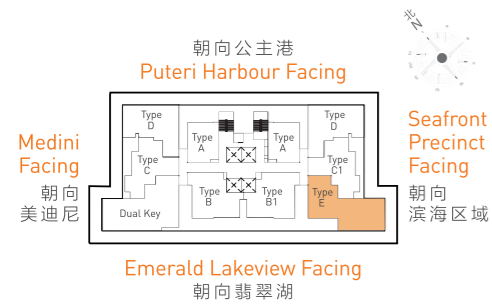 北
N
朝向公主港
Puteri Harbour Facing
Medini
Facing
朝向
美迪尼
Seafront
Precinct
Facing
朝向
滨海区域
Type
D
Type
A
Type
A
Type
D
Type
C
Type
C1
Dual Key
Type
B
Type
B1
Type
E
Emerald Lakeview Facing
朝向翡翠湖